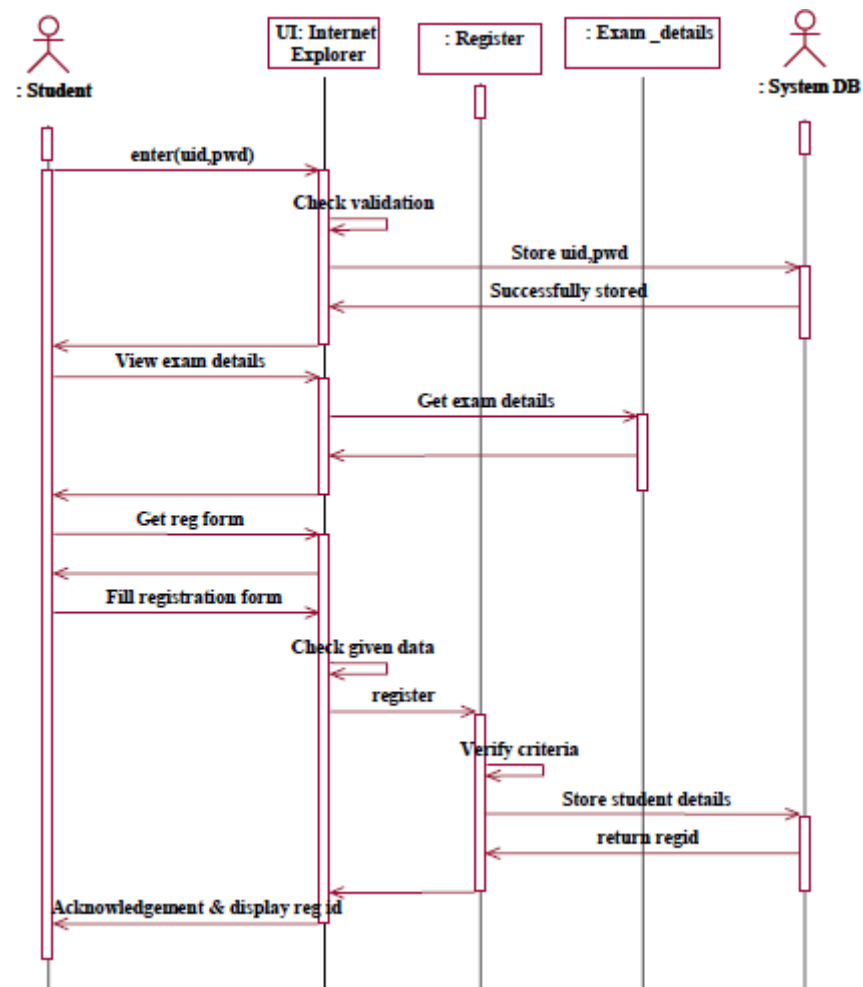 UI: Internet
Explorer
: Register
: Exam_details
: Student
: System DB
enter(uid,pwd)
Check validation
Store uid,pwd
Successfully stored
View exam details
Get exam details
Get reg form
Fill registration form
Check given data
register
Verify criteria
Store student details
return regid
Acknowledgement & display reg id